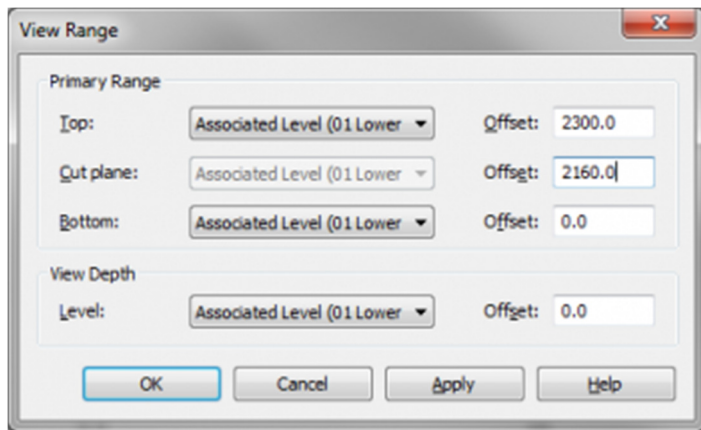 View Range
Primary Range
Top: Associated Level (01 Lower Offset: 2300.0
Cut plane: Associated Level (01 Lower Offset: 2160.0
Bottom: Associated Level (01 Lower Offset: 0.0
View Depth
Level: Associated Level (01 Lower Offset: 0.0
OK Cancel Apply Help